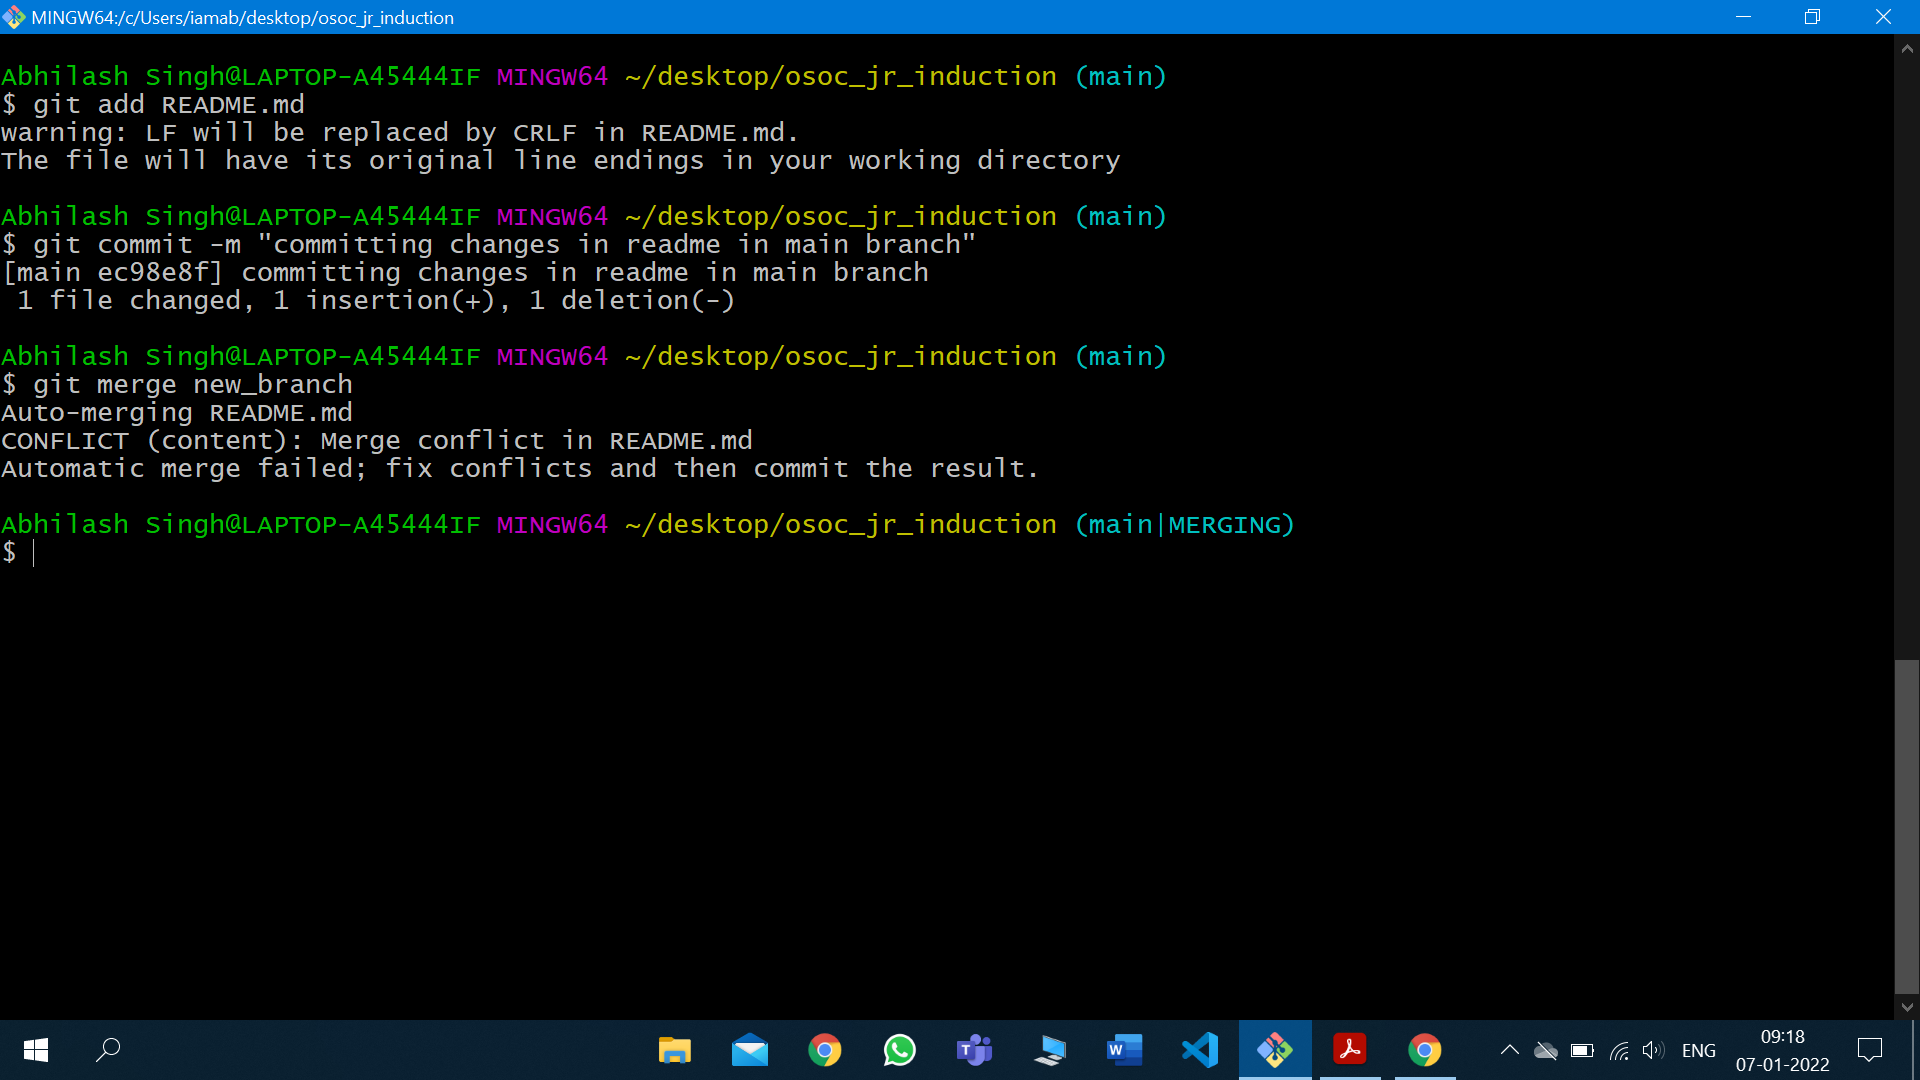 MINGW64:/c/Users/iamab/desktop/osoc_jr_induction
Abhilash Singh@LAPTOP-A45444IF MINGW64 ~/desktop/osoc_jr_induction (main)
$ git add README.md
warning: LF will be replaced by CRLF in README.md.
The file will have its original line endings in your working directory
Abhilash Singh@LAPTOP-A45444IF MINGW64 ~/desktop/osoc_jr_induction (main)
$ git commit -m "committing changes in readme in main branch"
[main ec98e8f] committing changes in readme in main branch
 1 file changed, 1 insertion(+), 1 deletion(-)
Abhilash Singh@LAPTOP-A45444IF MINGW64 ~/desktop/osoc_jr_induction (main)
$ git merge new_branch
Auto-merging README.md
CONFLICT (content): Merge conflict in README.md
Automatic merge failed; fix conflicts and then commit the result.
Abhilash Singh@LAPTOP-A45444IF MINGW64 ~/desktop/osoc_jr_induction (main|MERGING)
$
ENG
09:18
07-01-2022